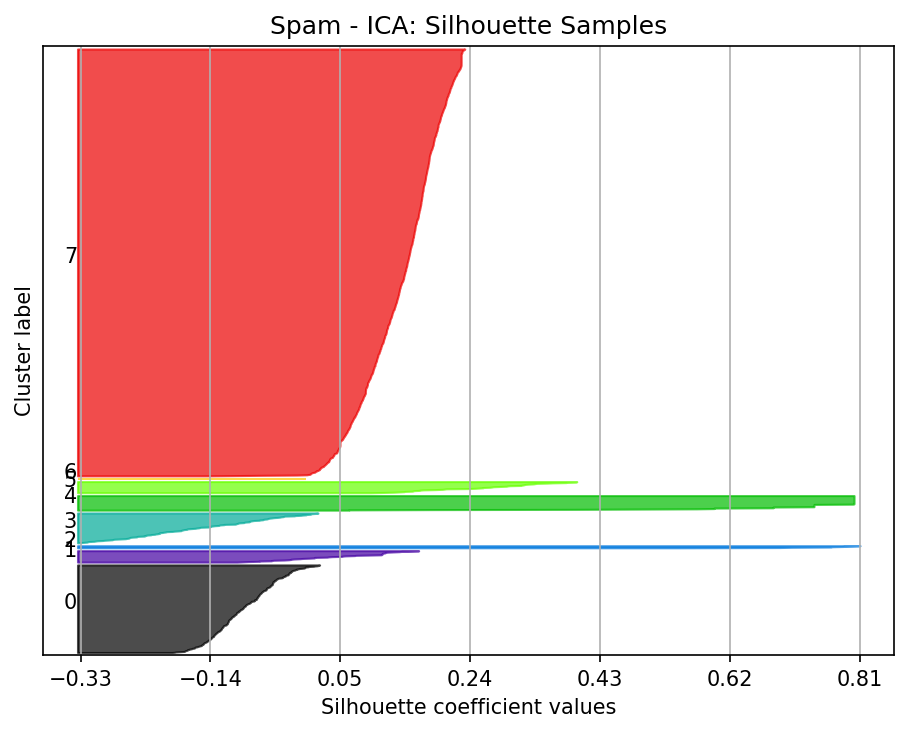 Spam - ICA: Silhouette Samples
Cluster label
7
6
5
4
3
2
1
0
−0.33 −0.14 0.05 0.24 0.43 0.62 0.81
Silhouette coefficient values